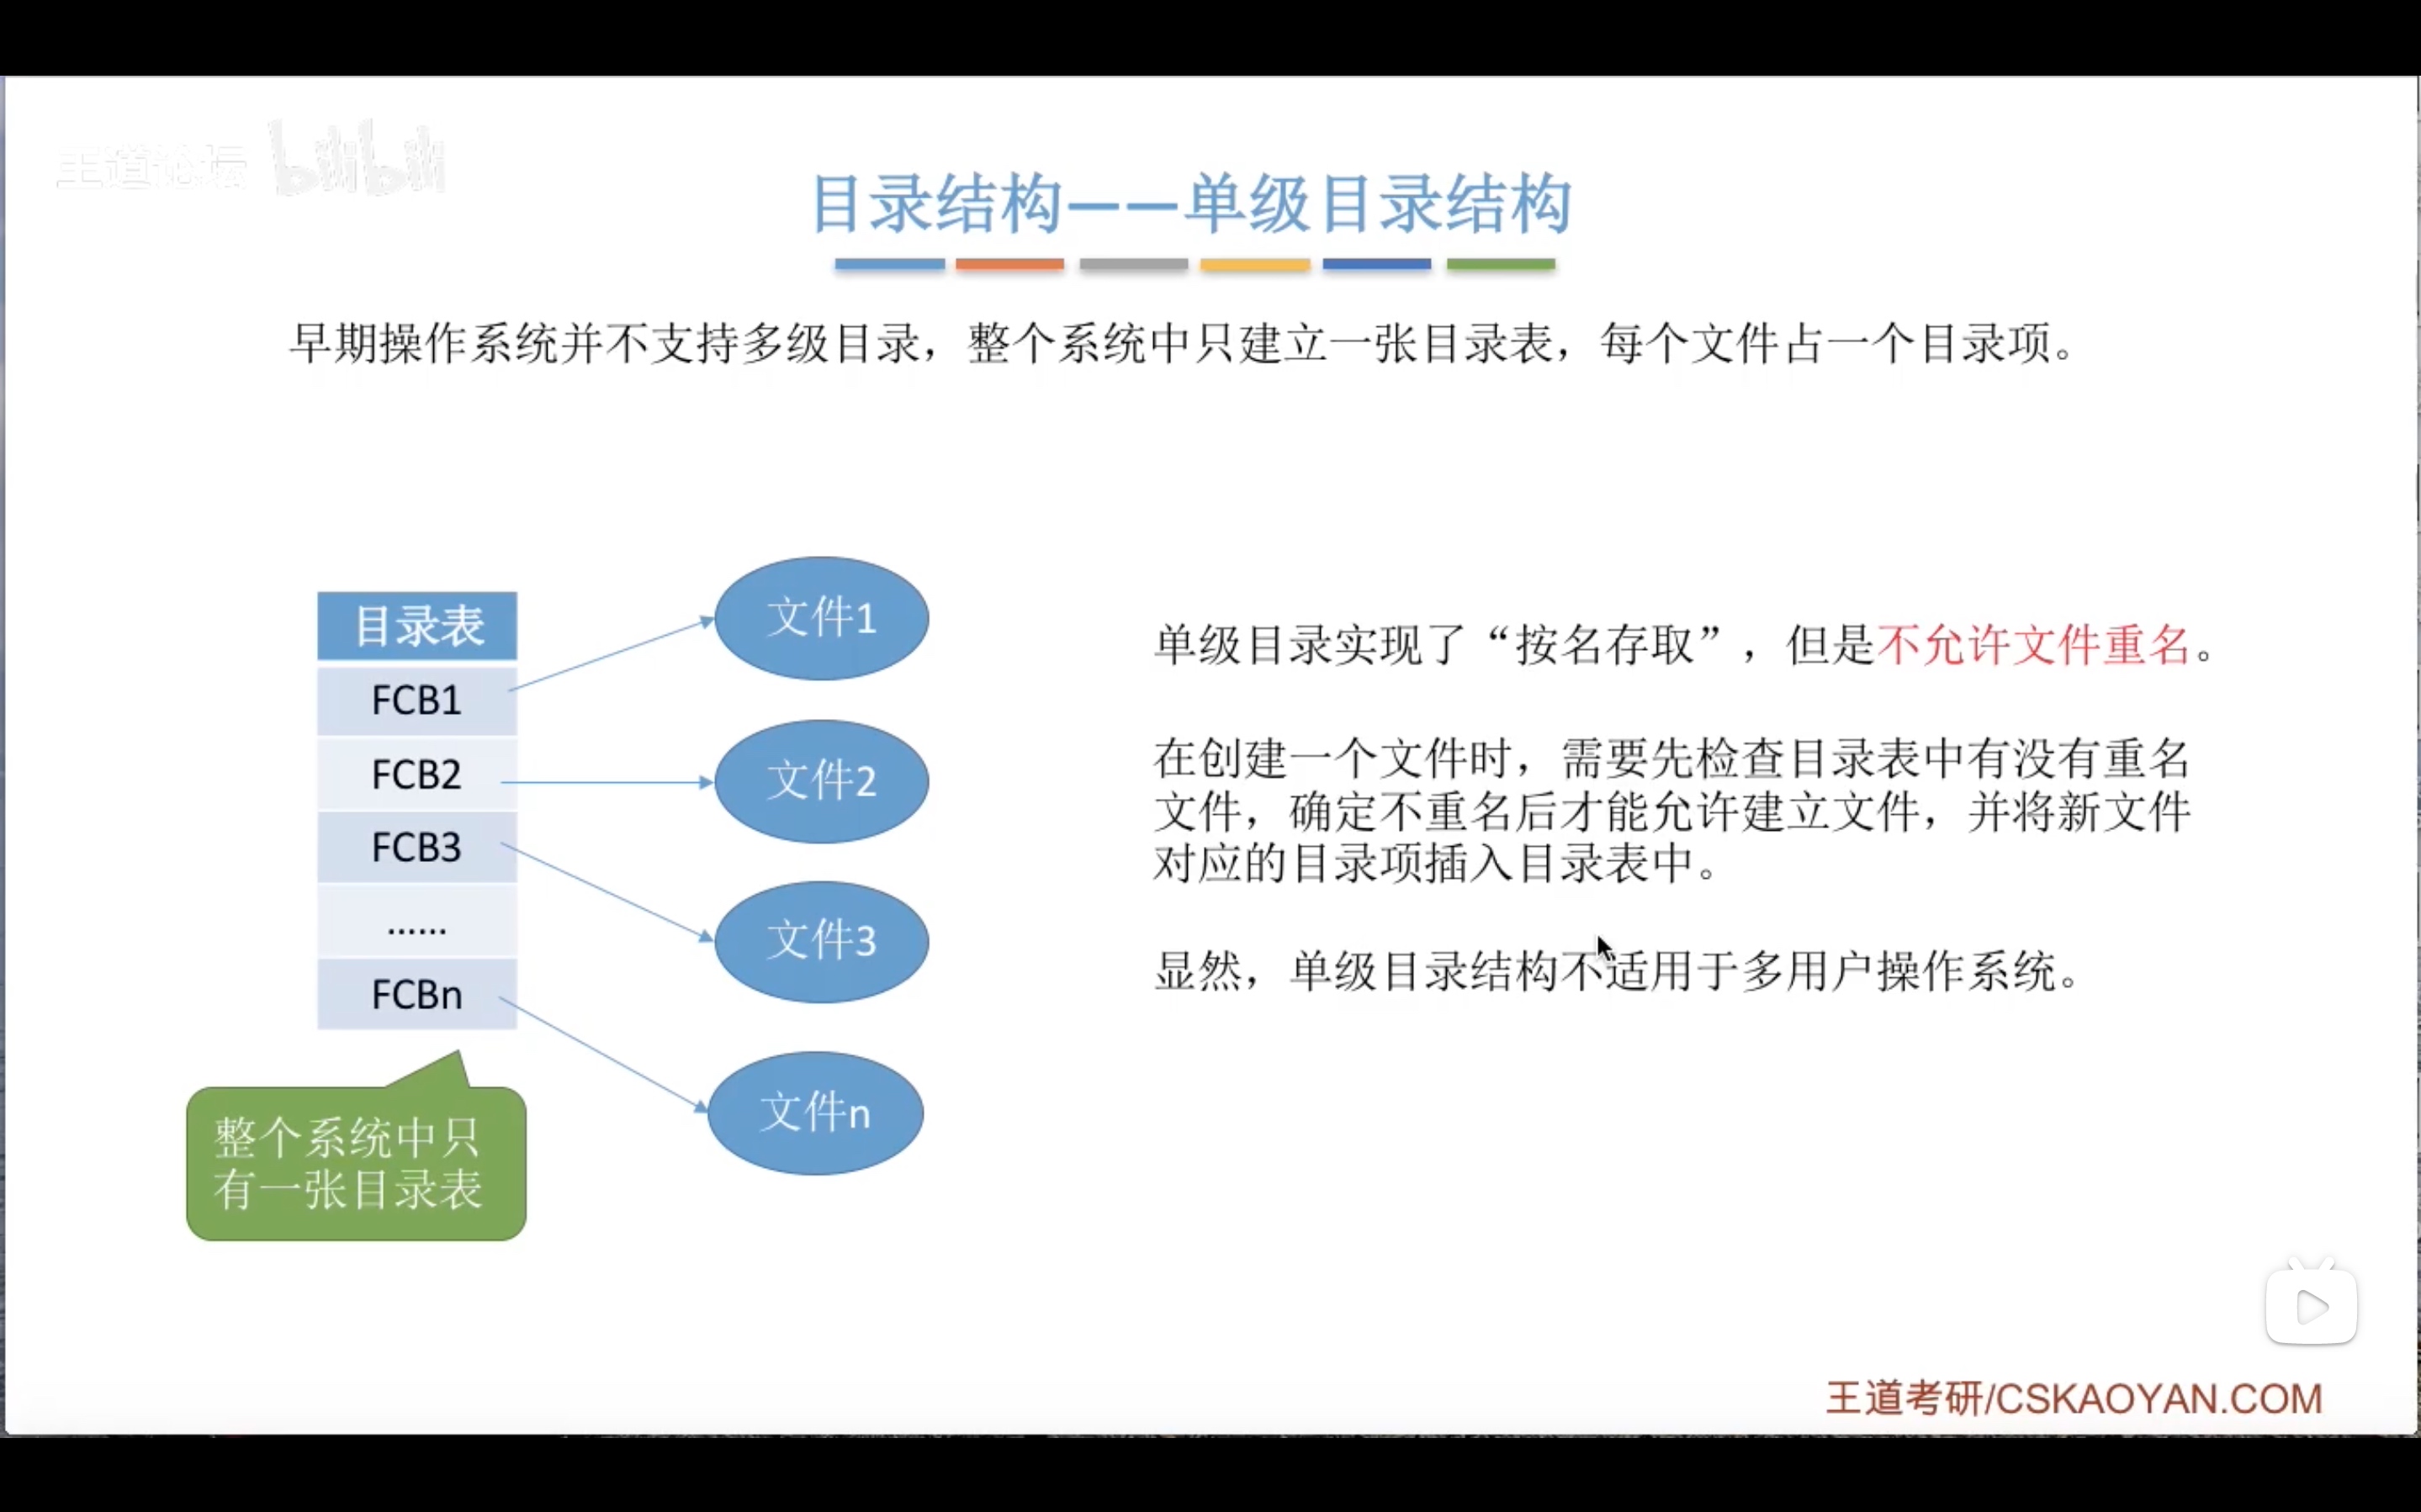 王道论坛 bilibili
目录结构——单级目录结构
早期操作系统并不支持多级目录，整个系统中只建立一张目录表，每个文件占一个目录项。
目录表
FCB1
FCB2
FCB3
......
FCBn
文件1
文件2
文件3
文件n
整个系统中只
有一张目录表
单级目录实现了“按名存取”，但是不允许文件重名。
在创建一个文件时，需要先检查目录表中有没有重名
文件，确定不重名后才能允许建立文件，并将新文件
对应的目录项插入目录表中。
显然，单级目录结构不适用于多用户操作系统。
王道考研/CSKAOYAN.COM